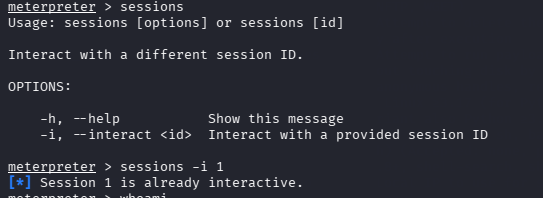 meterpreter > sessions
Usage: sessions [options] or sessions [id]
Interact with a different session ID.
OPTIONS:
-h, --help Show this message
-i, --interact <id> Interact with a provided session ID
meterpreter > sessions -i 1
[*] Session 1 is already interactive.
meterpreter > whoami